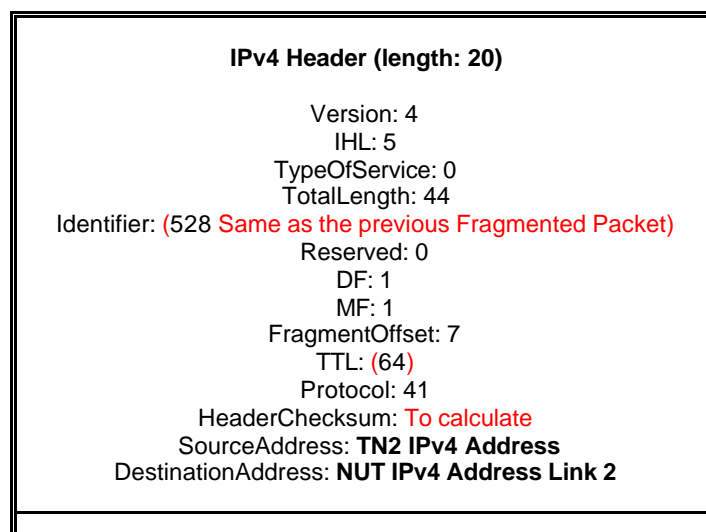 IPv4 Header (length: 20)
Version: 4
IHL: 5
TypeOfService: 0
TotalLength: 44
Identifier: (528 Same as the previous Fragmented Packet)
Reserved: 0
DF: 1
MF: 1
FragmentOffset: 7
TTL: (64)
Protocol: 41
HeaderChecksum: To calculate
SourceAddress: TN2 IPv4 Address
DestinationAddress: NUT IPv4 Address Link 2